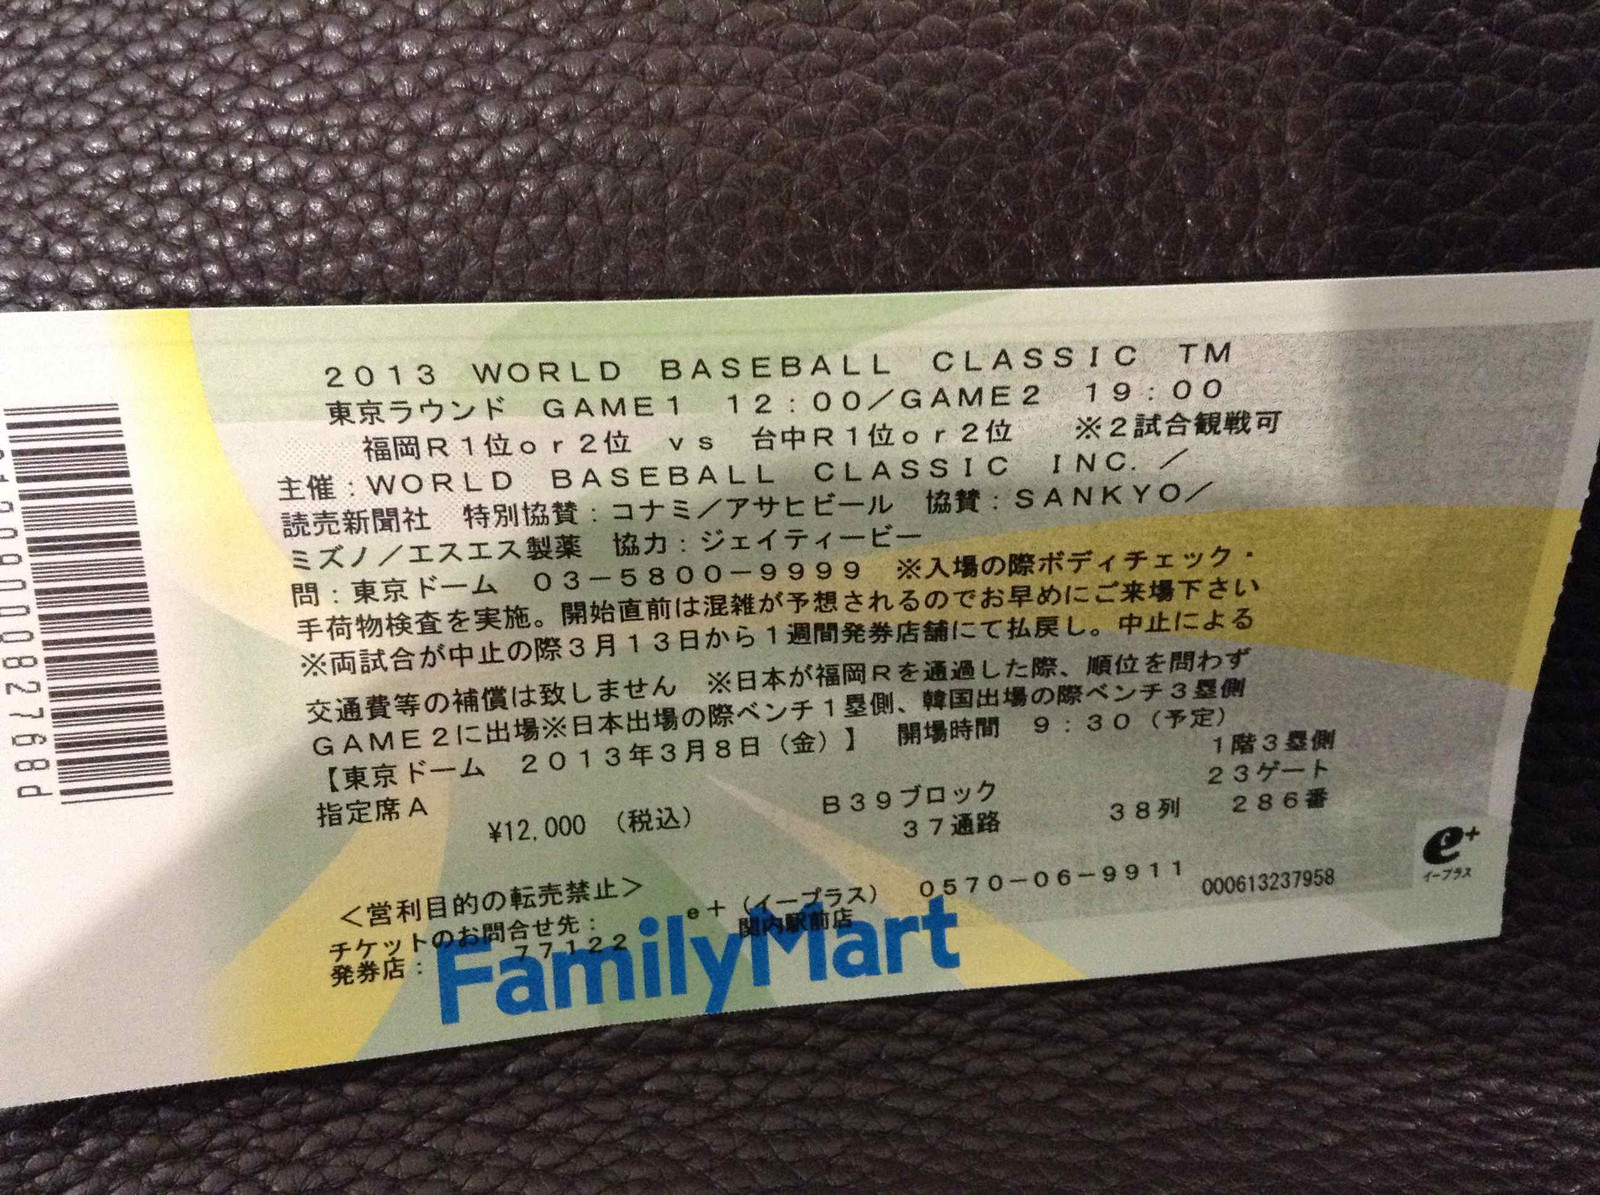 2013 WORLD BASEBALL CLASSIC TM
東京ラウンド GAME1 12:00/GAME2 19:00
福岡R1位or2位 vs 台中R1位or2位 ※2試合観戦可
主催:WORLD BASEBALL CLASSIC INC./
読売新聞社 特別協賛:コナミ/アサヒビール 協賛:SANKYO/
ミズノ/エスエス製薬 協力:ジェイティービー
問:東京ドーム 03-5800-9999 ※入場の際ボディチェック・
手荷物検査を実施。開始直前は混雑が予想されるのでお早めにご来場下さい
※両試合が中止の際3月13日から1週間発券店舗にて払戻し。中止による
交通費等の補償は致しません ※日本が福岡Rを通過した際、順位を問わず
GAME2に出場※日本出場の際ベンチ1塁側、韓国出場の際ベンチ3塁側
【東京ドーム 2013年3月8日(金)】 開場時間 9:30(予定)
指定席A
¥12,000 (税込)
1階3塁側
23ゲート
B39ブロック
37通路 38列 286番
<営利目的の転売禁止>
チケットのお問合せ先: e+(イープラス) 0570-06-9911 000613237958
発券店: 77122 関内駅前店
FamilyMart
e+
イープラス